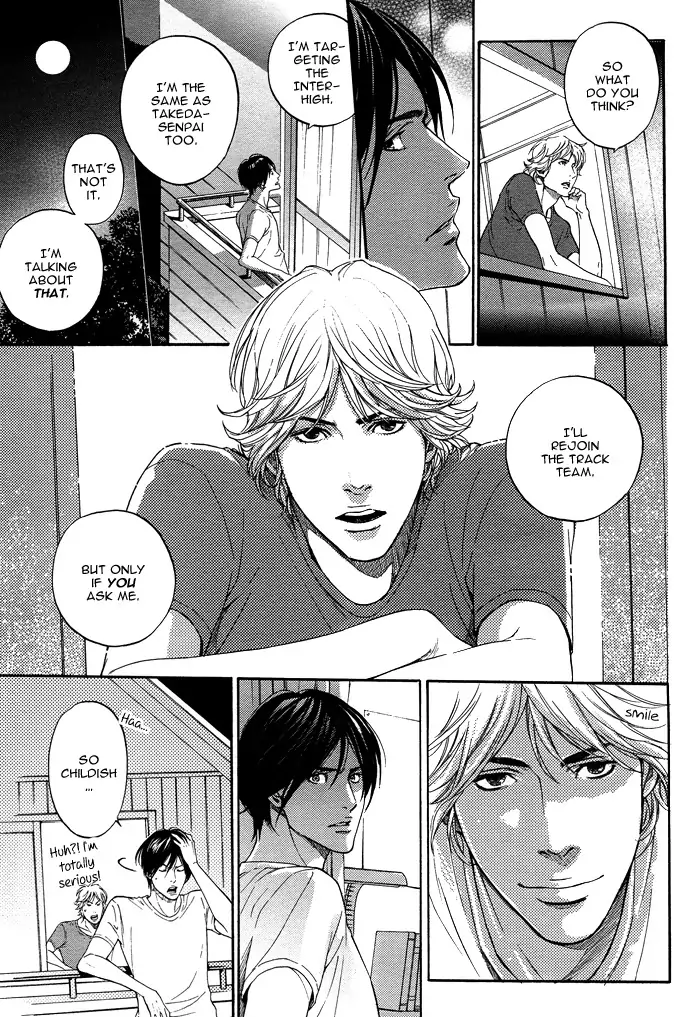 SO
WHAT
DO YOU
THINK?
I'M TAR-
GETING
THE
INTER-
HIGH.
I'M THE
SAME AS
TAKEDA-
SENPAI
TOO.
THAT'S
NOT
IT.
I'M
TALKING
ABOUT
THAT.
I'LL
REJOIN
THE TRACK
TEAM.
BUT ONLY
IF YOU
ASK ME.
smile
Haa...
SO
CHILDISH
...
Huh?! I'm
totally
serious!